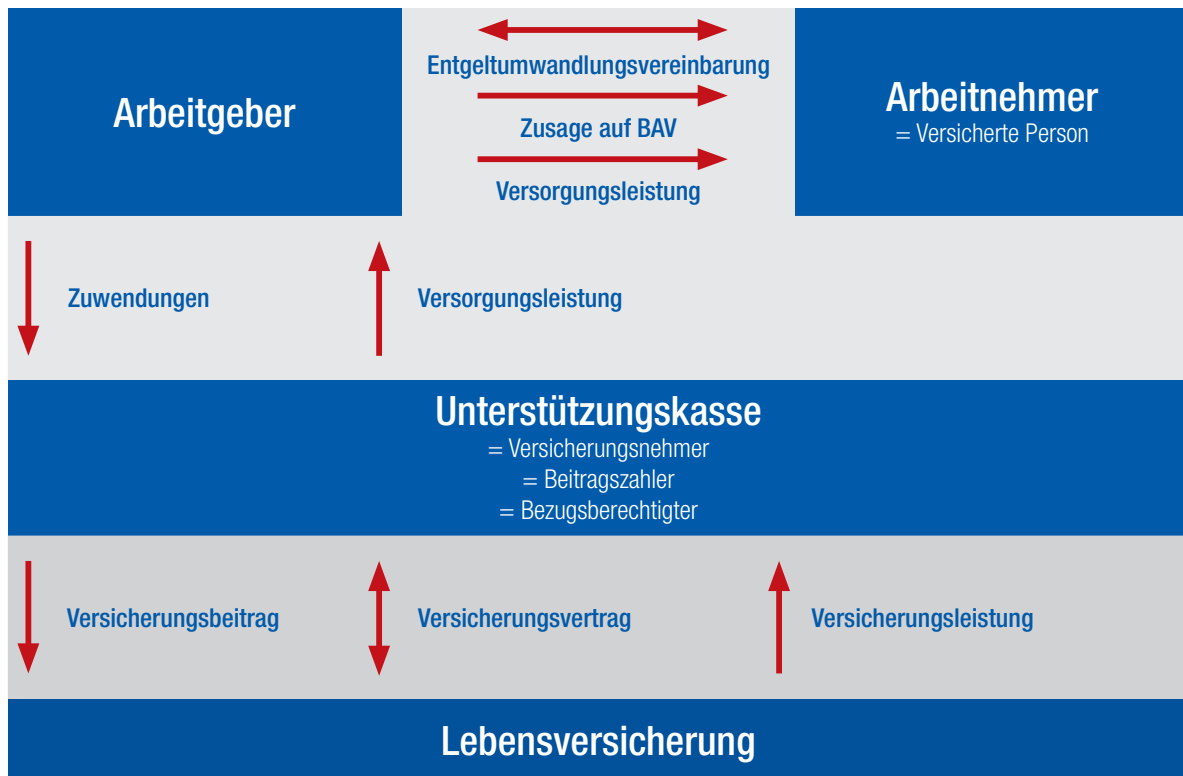 Arbeitgeber
Entgeltumwandlungsvereinbarung
Zusage auf BAV
Versorgungsleistung
Arbeitnehmer
= Versicherte Person
Zuwendungen
Versorgungsleistung
Unterstützungskasse
= Versicherungsnehmer
= Beitragszahler
= Bezugsberechtigter
Versicherungsbeitrag
Versicherungsvertrag
Versicherungsleistung
Lebensversicherung